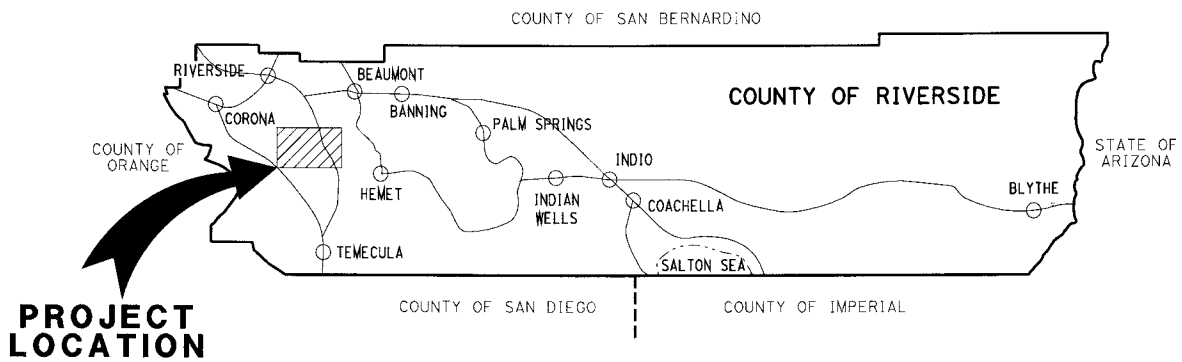 COUNTY OF SAN BERNARDINO
RIVERSIDE
BEAUMONT
BANNING
COUNTY OF RIVERSIDE
CORONA
PALM SPRINGS
COUNTY OF
ORANGE
STATE OF
ARIZONA
HEMET
INDIO
INDIAN
WELLS
COACHELLA
BLYTHE
TEMECULA
SALTON SEA
COUNTY OF SAN DIEGO
COUNTY OF IMPERIAL
PROJECT
LOCATION